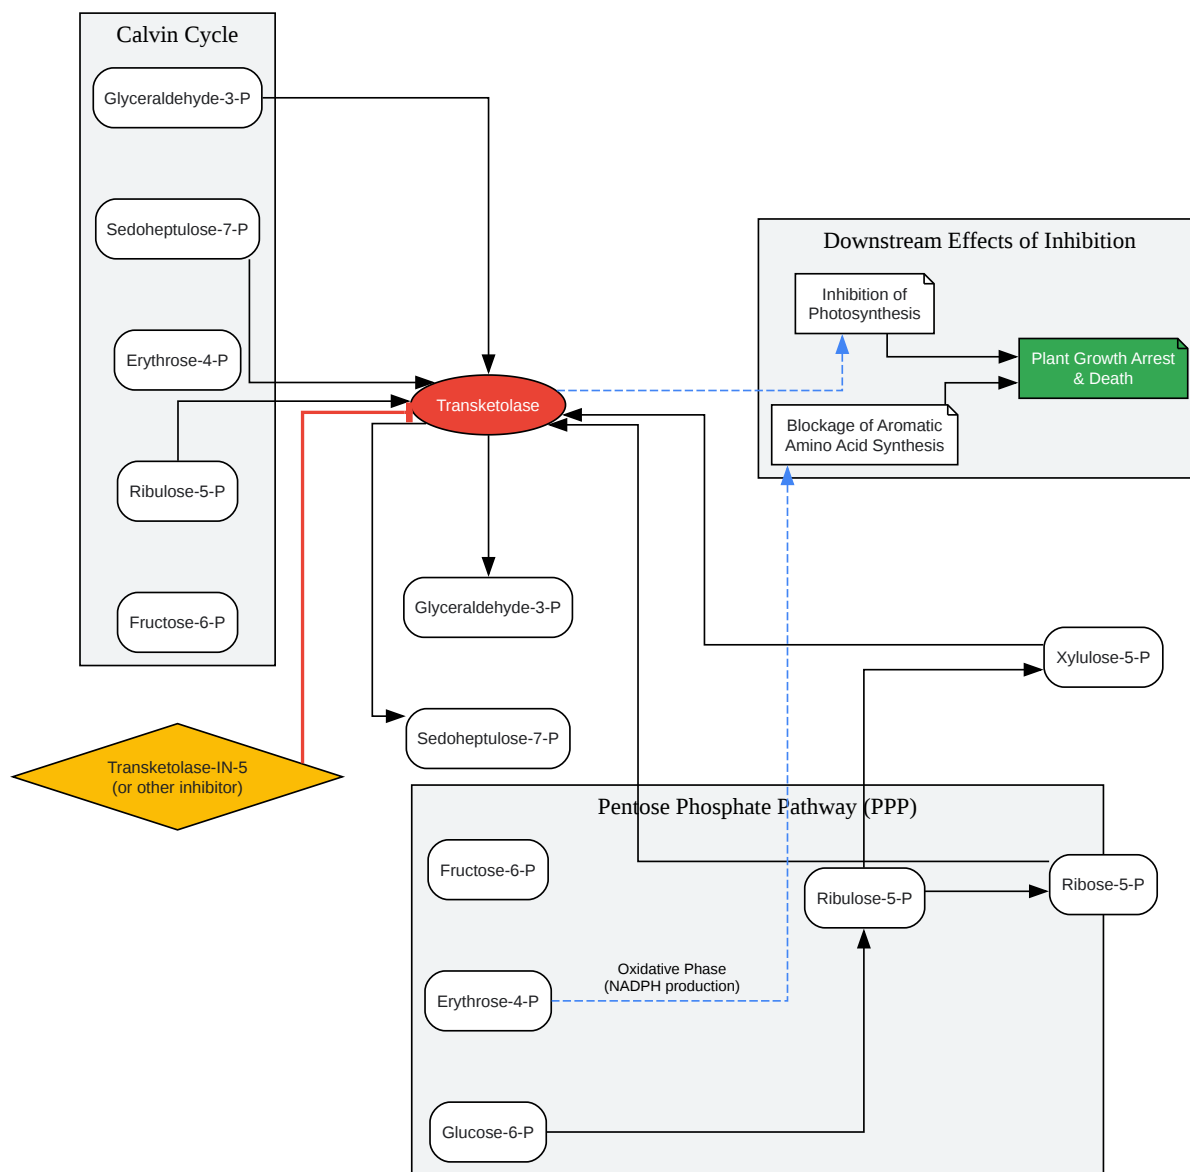 Calvin Cycle
Glyceraldehyde-3-P
Sedoheptulose-7-P
Erythrose-4-P
Ribulose-5-P
Fructose-6-P
Transketolase-IN-5
(or other inhibitor)
Transketolase
Glyceraldehyde-3-P
Sedoheptulose-7-P
Downstream Effects of Inhibition
Inhibition of
Photosynthesis
Plant Growth Arrest
& Death
Blockage of Aromatic
Amino Acid Synthesis
Xylulose-5-P
Pentose Phosphate Pathway (PPP)
Fructose-6-P
Ribulose-5-P
Ribose-5-P
Oxidative Phase
(NADPH production)
Erythrose-4-P
Glucose-6-P